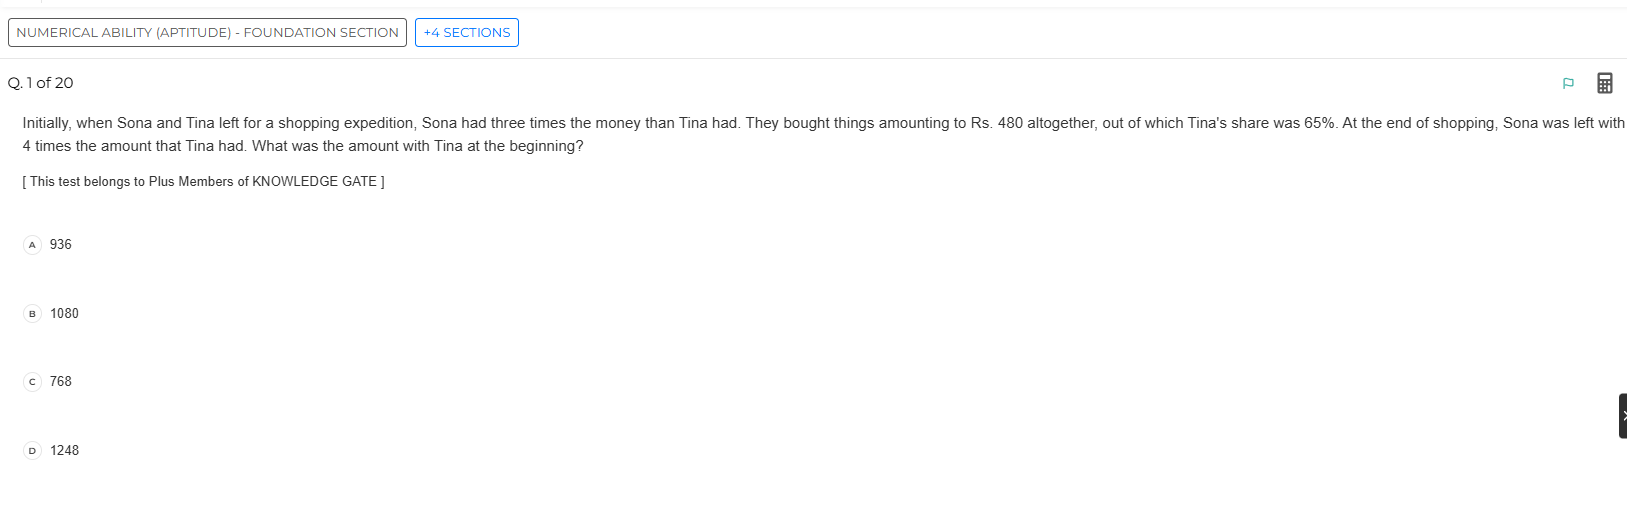 NUMERICAL ABILITY (APTITUDE) - FOUNDATION SECTION
+4 SECTIONS
Q. 1 of 20
Initially, when Sona and Tina left for a shopping expedition, Sona had three times the money than Tina had. They bought things amounting to Rs. 480 altogether, out of which Tina's share was 65%. At the end of shopping, Sona was left with
4 times the amount that Tina had. What was the amount with Tina at the beginning?
[ This test belongs to Plus Members of KNOWLEDGE GATE ]
A 936
B 1080
C 768
D 1248